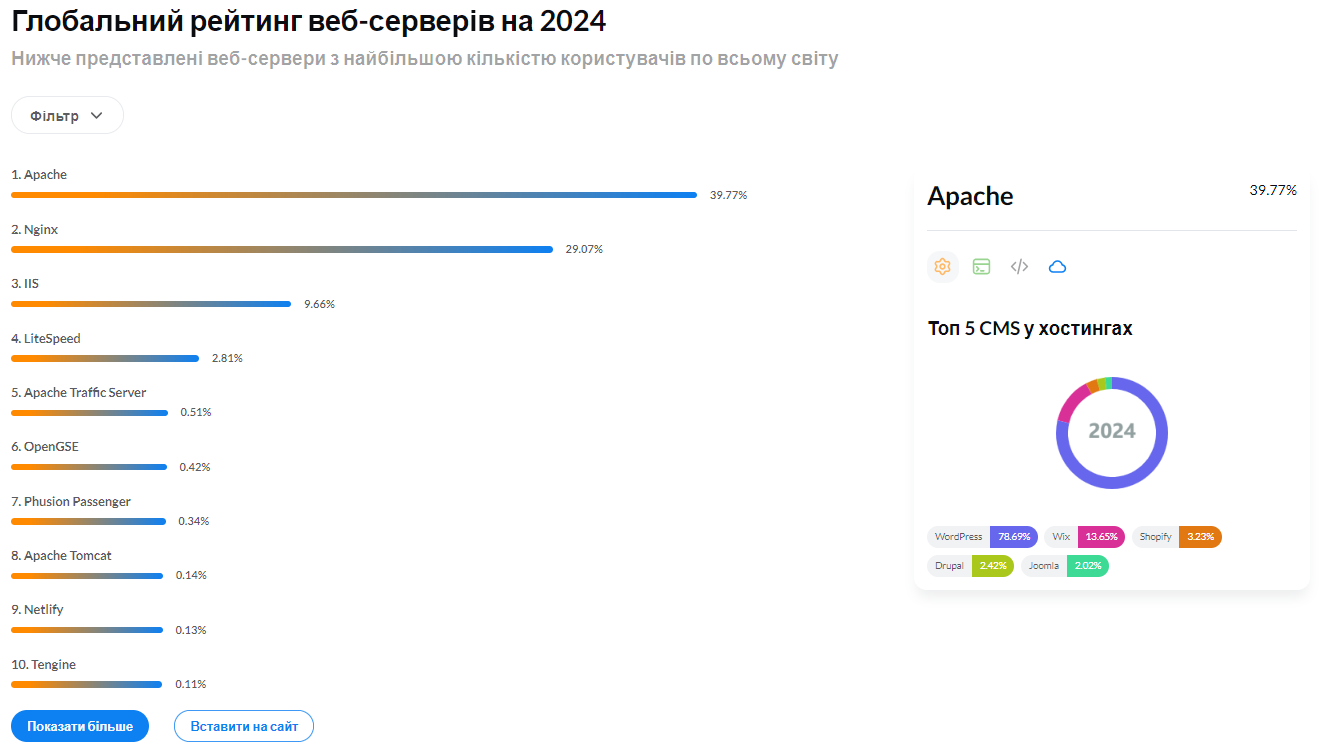 Глобальний рейтинг веб-серверів на 2024
Нижче представлені веб-сервери з найбільшою кількістю користувачів по всьому світу
Фільтр
1. Apache
39.77%
2. Nginx
29.07%
3. IIS
9.66%
4. LiteSpeed
2.81%
5. Apache Traffic Server
0.51%
6. OpenGSE
0.42%
7. Phusion Passenger
0.34%
8. Apache Tomcat
0.14%
9. Netlify
0.13%
10. Tengine
0.11%
Показати більше Вставити на сайт
Apache 39.77%
Топ 5 CMS у хостингах
2024
WordPress 78.69% Wix 13.65% Shopify 3.23%
Drupal 2.42% Joomla 2.02%